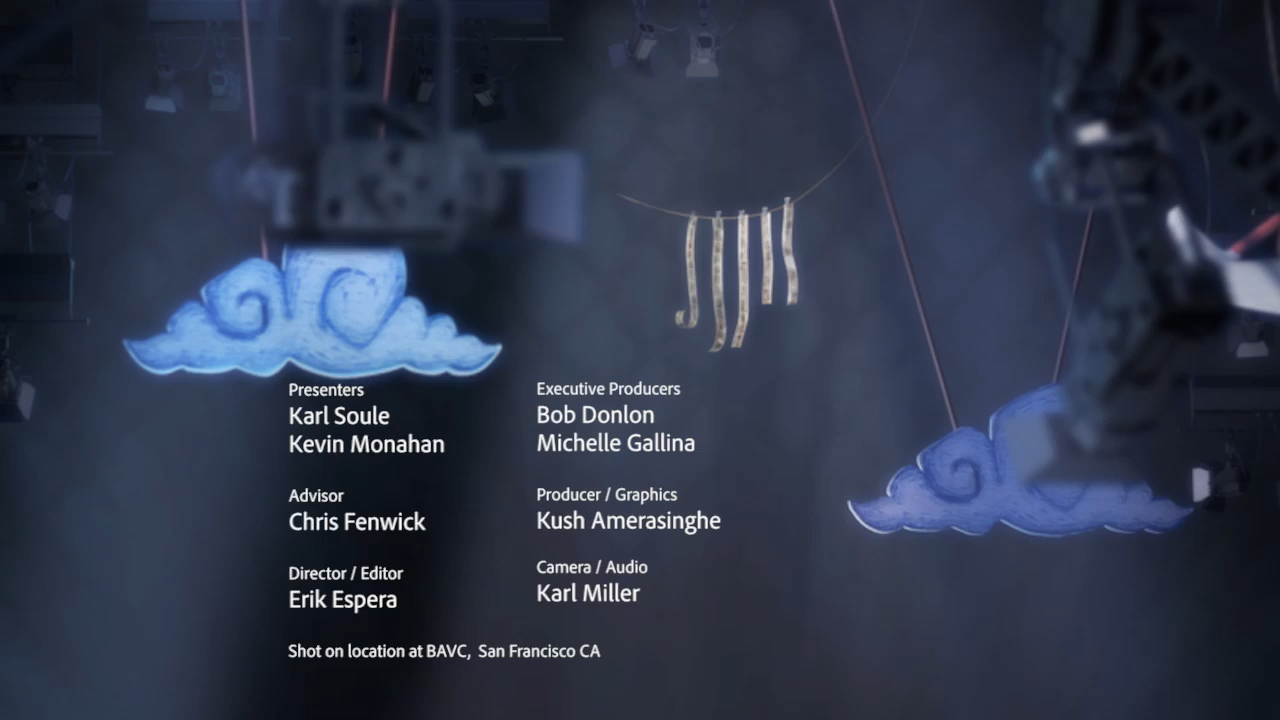 Presenters
Karl Soule
Kevin Monahan
Advisor
Chris Fenwick
Director / Editor
Erik Espera
Executive Producers
Bob Donlon
Michelle Gallina
Producer / Graphics
Kush Amerasinghe
Camera / Audio
Karl Miller
Shot on location at BAVC, San Francisco CA